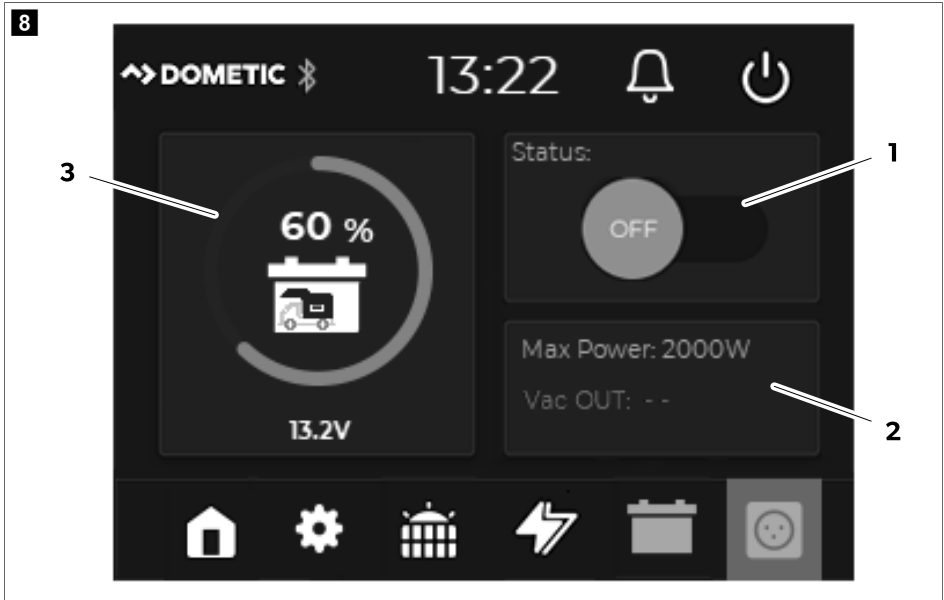 8
DOMETIC 13:22
3
60 %
13.2V
Status:
OFF
1
Max Power: 2000W
Vac OUT: - -
2